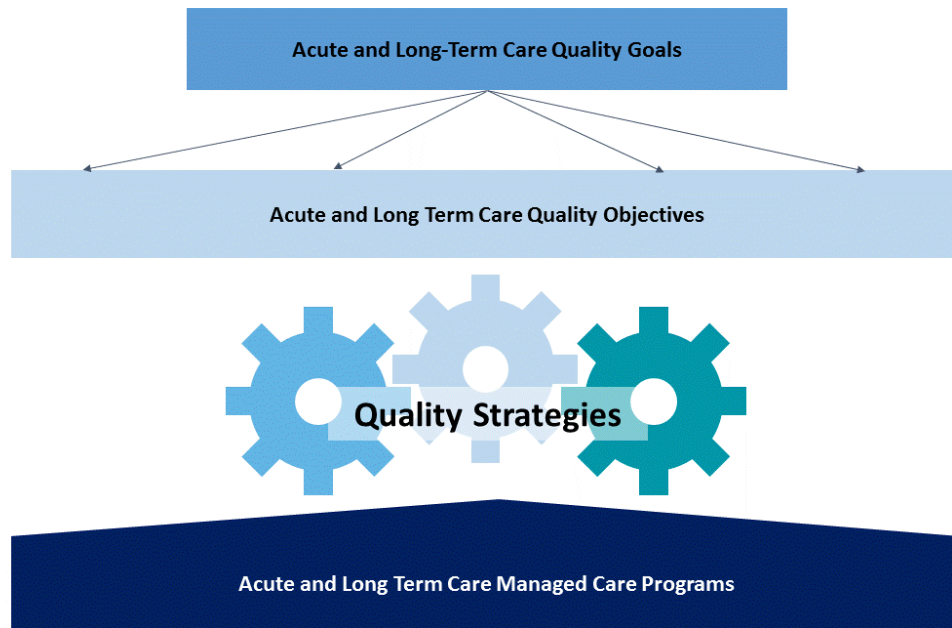 Acute and Long-Term Care Quality Goals
Acute and Long Term Care Quality Objectives
Quality Strategies
Acute and Long Term Care Managed Care Programs